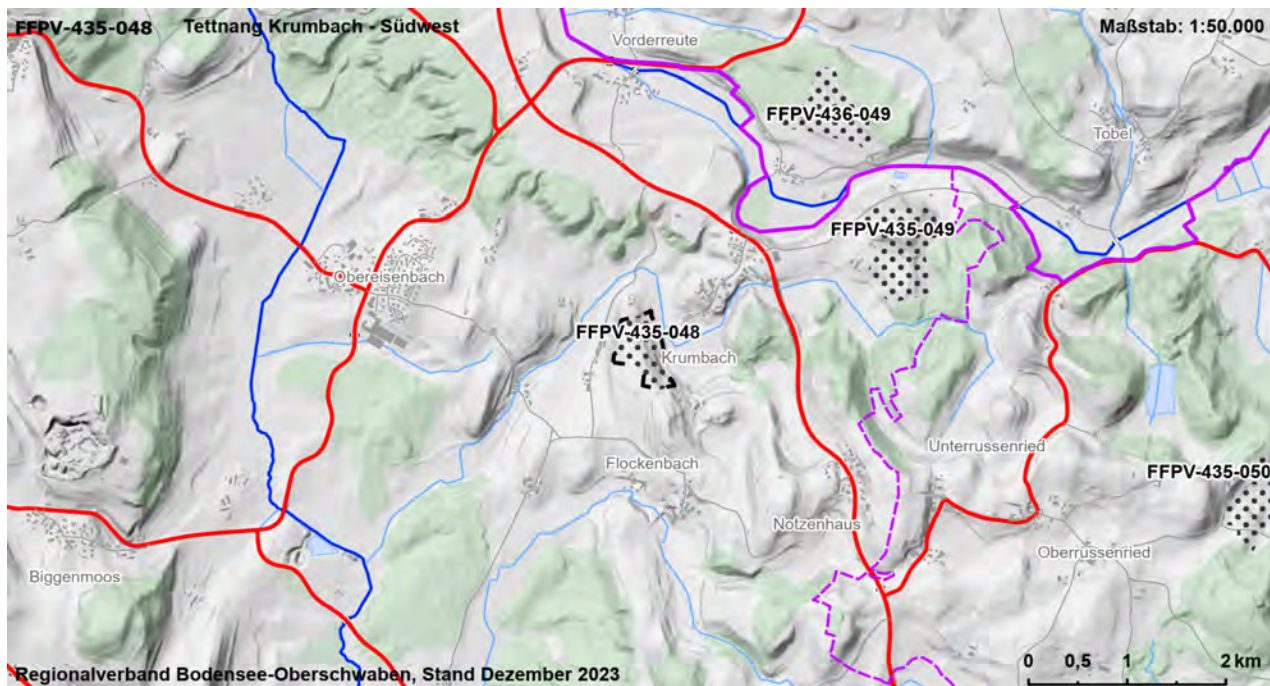 FFPV-435-048 Tettnang Krumbach - Südwest
Maßstab: 1:50.000
Vorderreute
FFPV-436-049
Tobel
FFPV-435-049
Obereisenbach
FFPV-435-048
Krumbach
Unterrussenried
Flockenbach
FFPV-435-050
Notzenhaus
Oberrussenried
Biggenmoos
0 0,5 1 2 km
Regionalverband Bodensee-Oberschwaben, Stand Dezember 2023